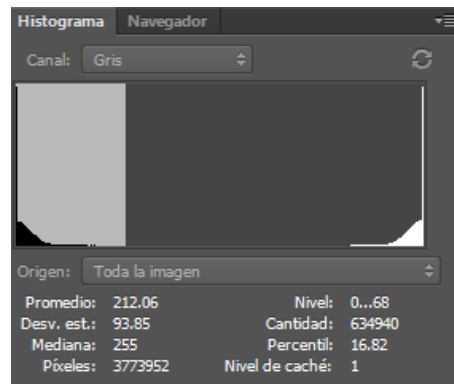 Histograma Navegador
Canal: Gris
Origen: Toda la imagen
Promedio: 212.06 Nivel: 0...68
Desv. est.: 93.85 Cantidad: 634940
Mediana: 255 Percentil: 16.82
Píxeles: 3773952 Nivel de caché: 1